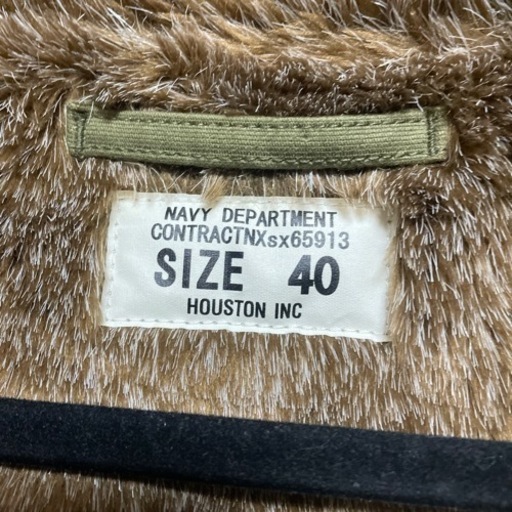 NAVY DEPARTMENT
CONTRACTNXsx65913
SIZE 40
HOUSTON INC